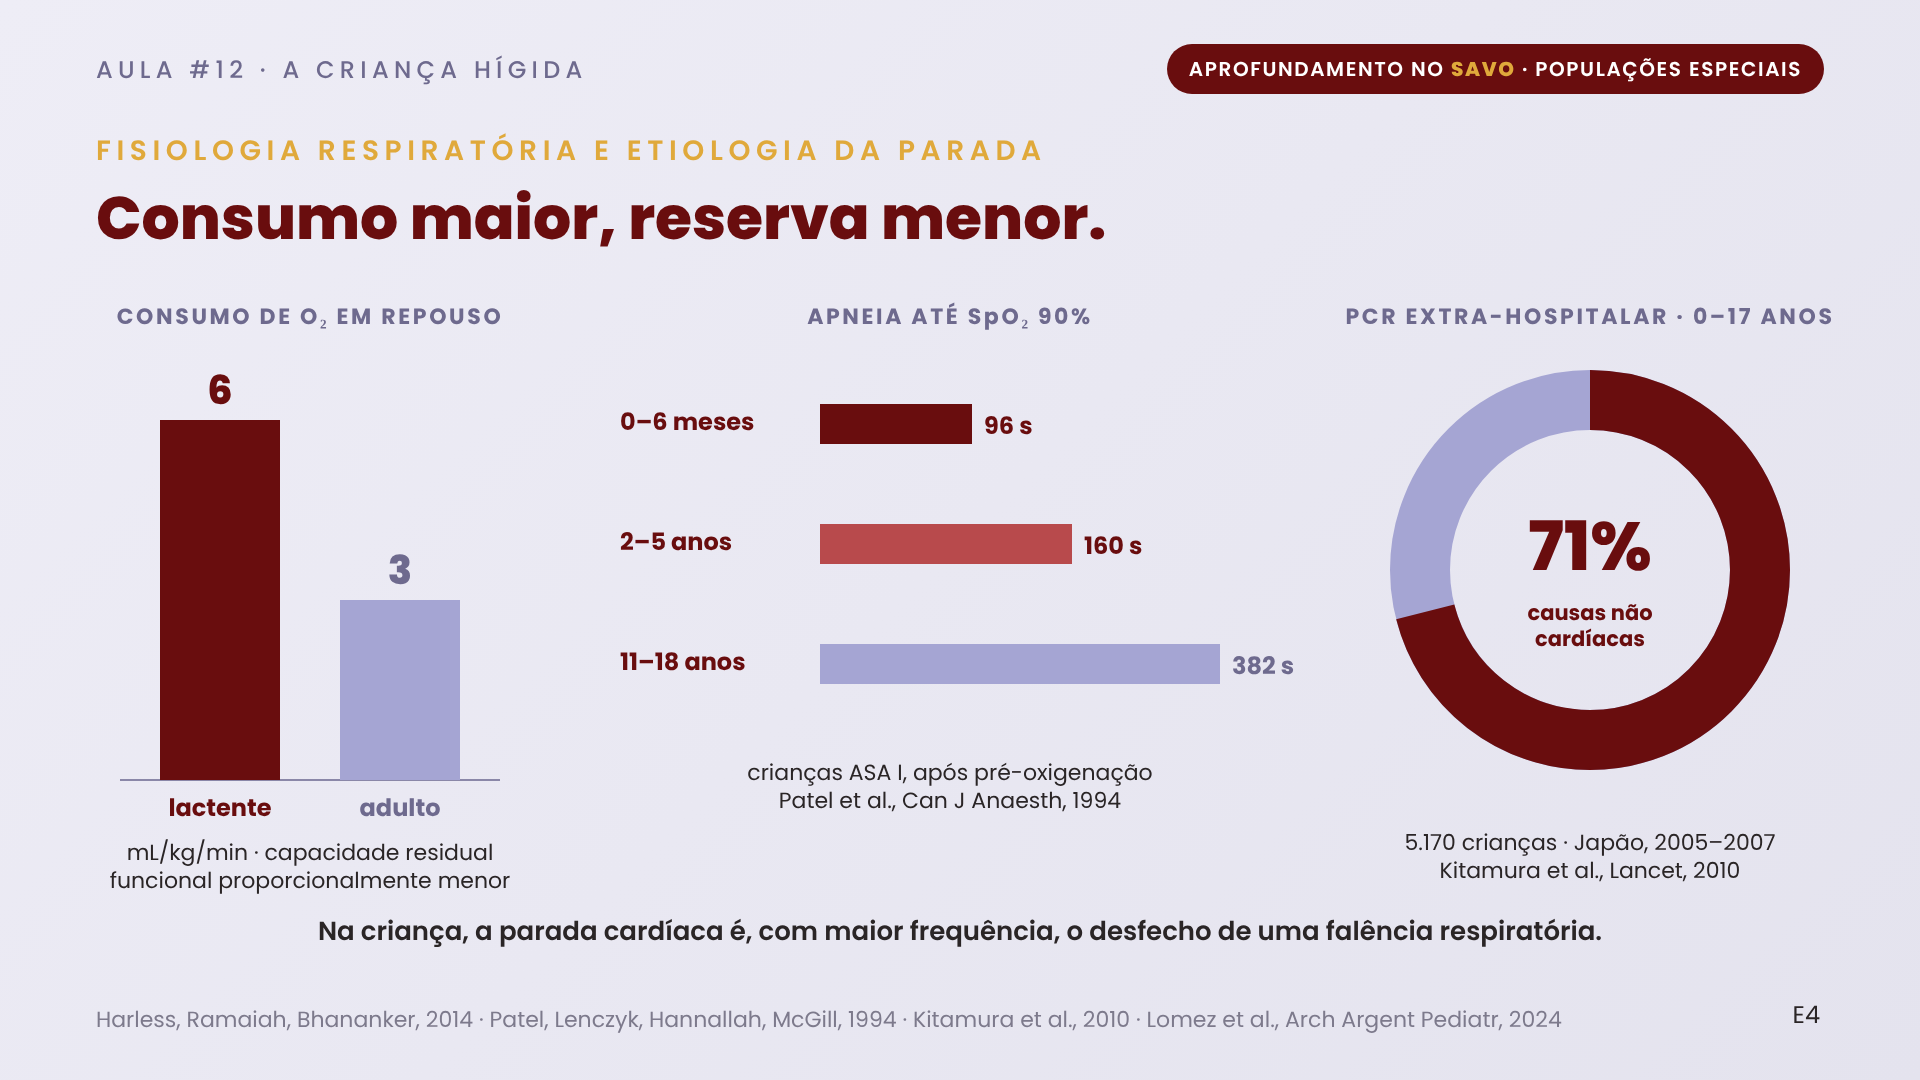 AULA #12 · A CRIANÇA HÍGIDA
APROFUNDAMENTO NO SAVO · POPULAÇÕES ESPECIAIS
FISIOLOGIA RESPIRATÓRIA E ETIOLOGIA DA PARADA
Consumo maior, reserva menor.
CONSUMO DE O₂ EM REPOUSO
6
3
lactente
adulto
mL/kg/min · capacidade residual
funcional proporcionalmente menor
APNEIA ATÉ SpO₂ 90%
0–6 meses
96 s
2–5 anos
160 s
11–18 anos
382 s
crianças ASA I, após pré-oxigenação
Patel et al., Can J Anaesth, 1994
PCR EXTRA-HOSPITALAR · 0–17 ANOS
71%
causas não
cardíacas
5.170 crianças · Japão, 2005–2007
Kitamura et al., Lancet, 2010
Na criança, a parada cardíaca é, com maior frequência, o desfecho de uma falência respiratória.
Harless, Ramaiah, Bhananker, 2014 · Patel, Lenczyk, Hannallah, McGill, 1994 · Kitamura et al., 2010 · Lomez et al., Arch Argent Pediatr, 2024
E4